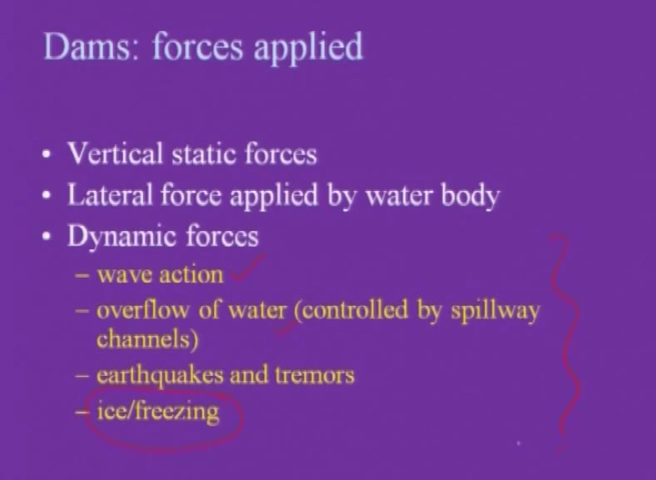 Dams: forces applied
• Vertical static forces
• Lateral force applied by water body
• Dynamic forces
– wave action
– overflow of water (controlled by spillway
channels)
– earthquakes and tremors
– ice/freezing